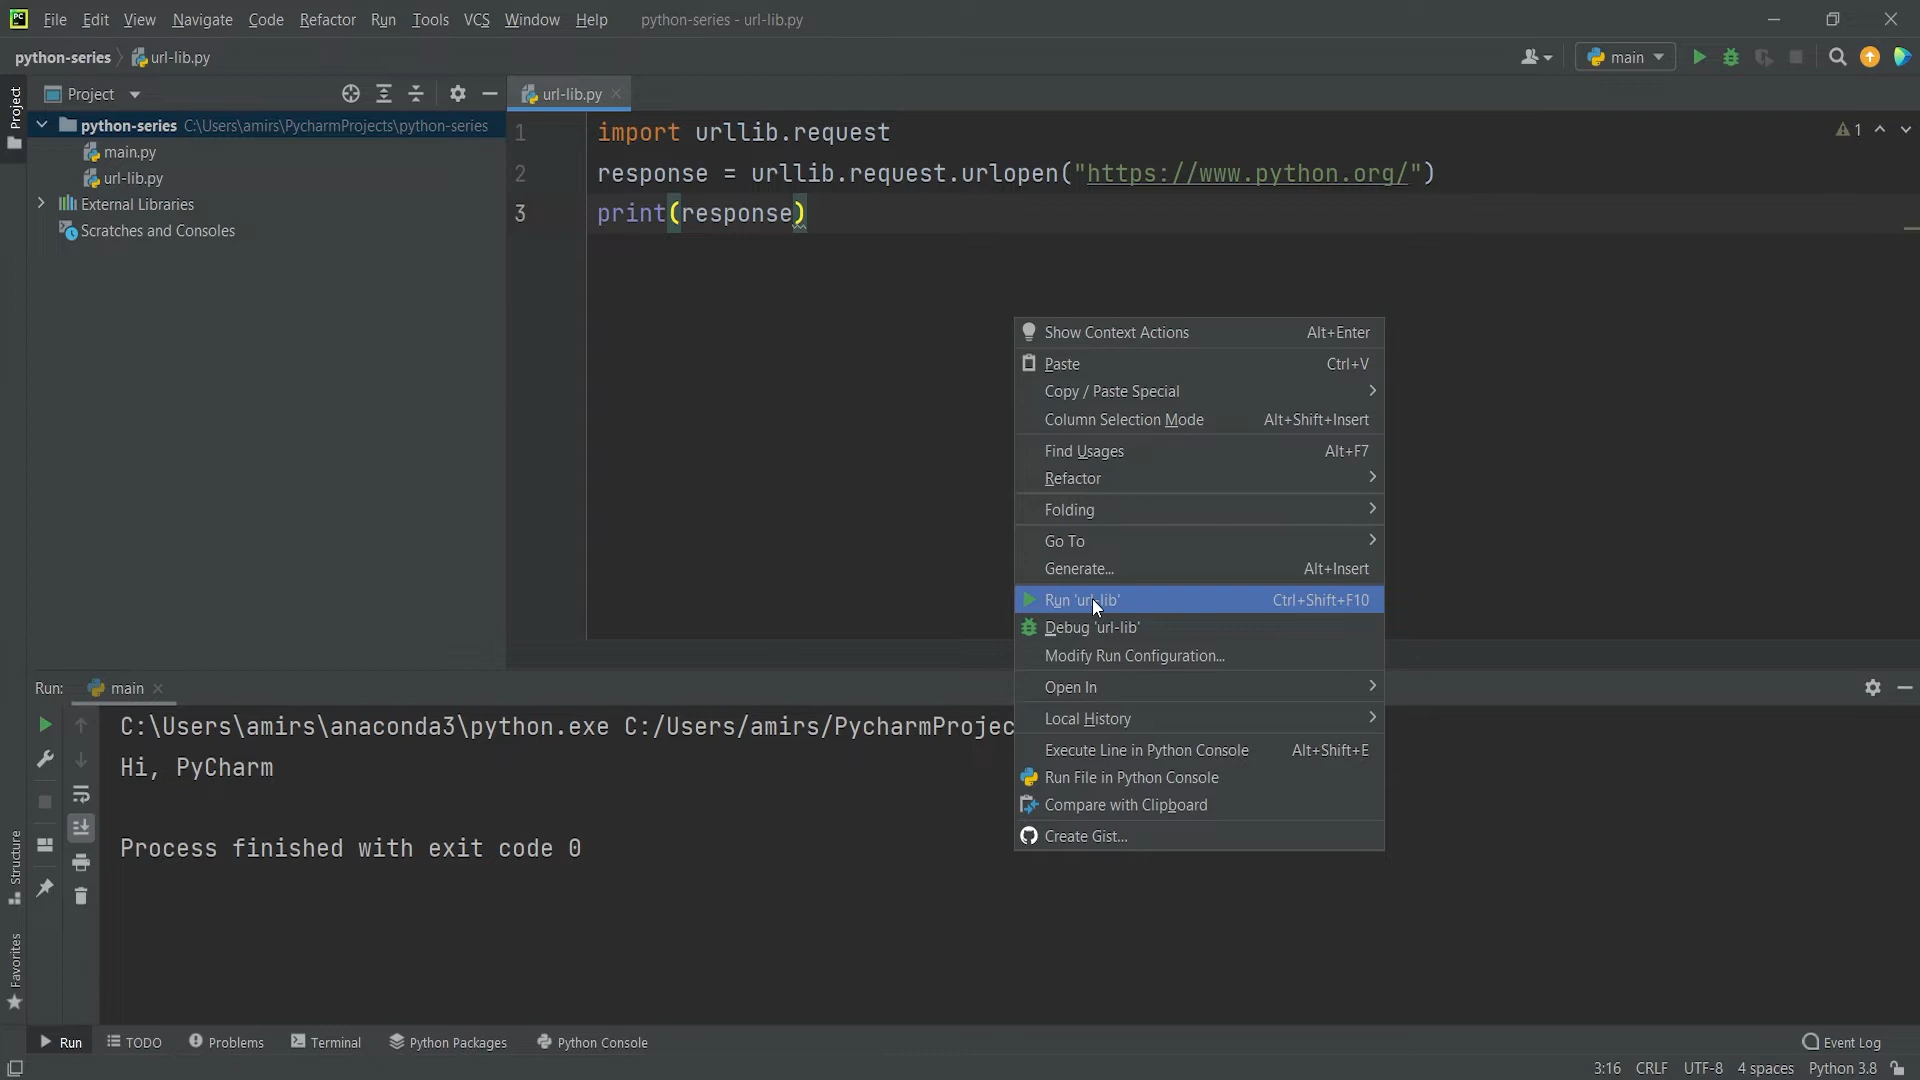 PC File Edit View Navigate Code Refactor Run Tools VCS Window Help python-series - url-lib.py
python-series url-lib.py main
Project url-lib.py
Project
python-series C:\Users\amirs\PycharmProjects\python-series
main.py
url-lib.py
External Libraries
Scratches and Consoles
1 import urllib.request
2 response = urllib.request.urlopen("https://www.python.org/")
3 print(response)
1
Show Context Actions Alt+Enter
Paste Ctrl+V
Copy / Paste Special
Column Selection Mode Alt+Shift+Insert
Find Usages Alt+F7
Refactor
Folding
Go To
Generate... Alt+Insert
Run 'url-lib' Ctrl+Shift+F10
Debug 'url-lib'
Modify Run Configuration...
Open In
Local History
Execute Line in Python Console Alt+Shift+E
Run File in Python Console
Compare with Clipboard
Create Gist...
Run: main
C:\Users\amirs\anaconda3\python.exe C:/Users/amirs/PycharmProjec
Hi, PyCharm
Process finished with exit code 0
Structure
Favorites
Run TODO Problems Terminal Python Packages Python Console Event Log
3:16 CRLF UTF-8 4 spaces Python 3.8